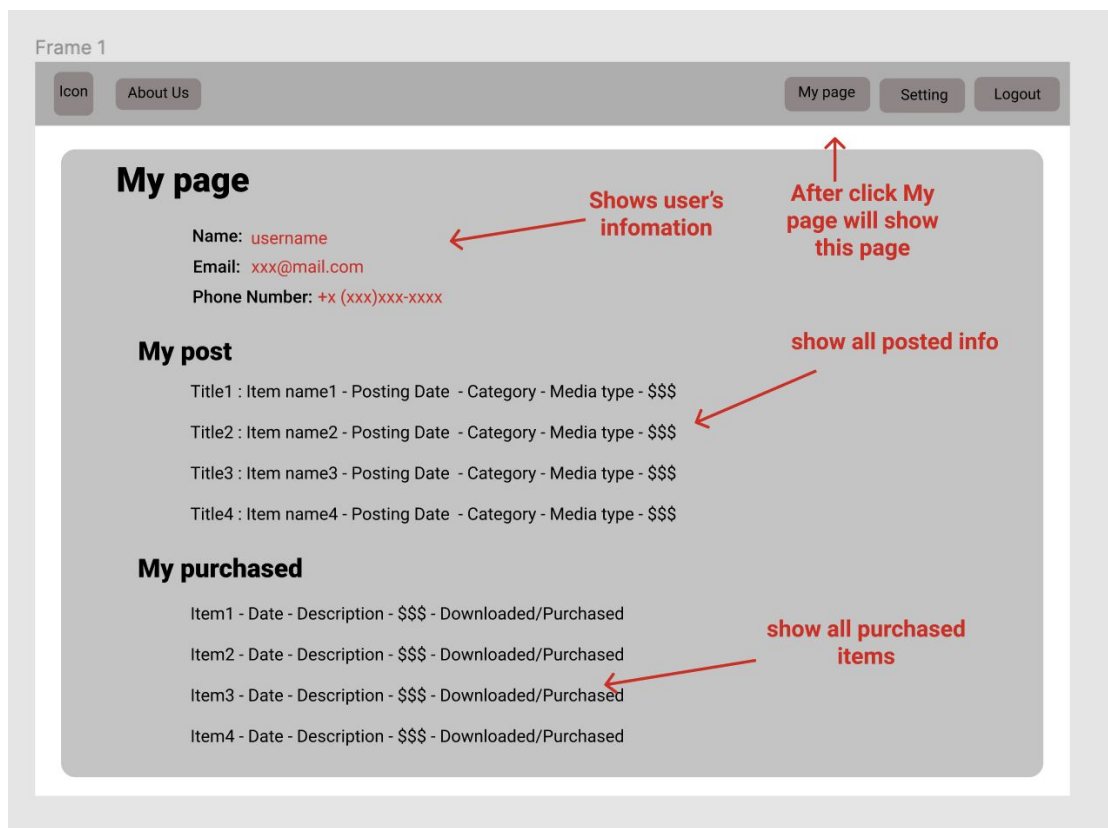 Frame 1
Icon
About Us
My page
Setting
Logout
My page
Shows user's
infomation
After click My
page will show
this page
Name: username
Email: xxx@mail.com
Phone Number: +x (xxx)xxx-xxxx
My post
show all posted info
Title1 : Item name1 - Posting Date - Category - Media type - $$$
Title2 : Item name2 - Posting Date - Category - Media type - $$$
Title3 : Item name3 - Posting Date - Category - Media type - $$$
Title4 : Item name4 - Posting Date - Category - Media type - $$$
My purchased
Item1 - Date - Description - $$$ - Downloaded/Purchased
show all purchased
items
Item2 - Date - Description - $$$ - Downloaded/Purchased
Item3 - Date - Description - $$$ - Downloaded/Purchased
Item4 - Date - Description - $$$ - Downloaded/Purchased